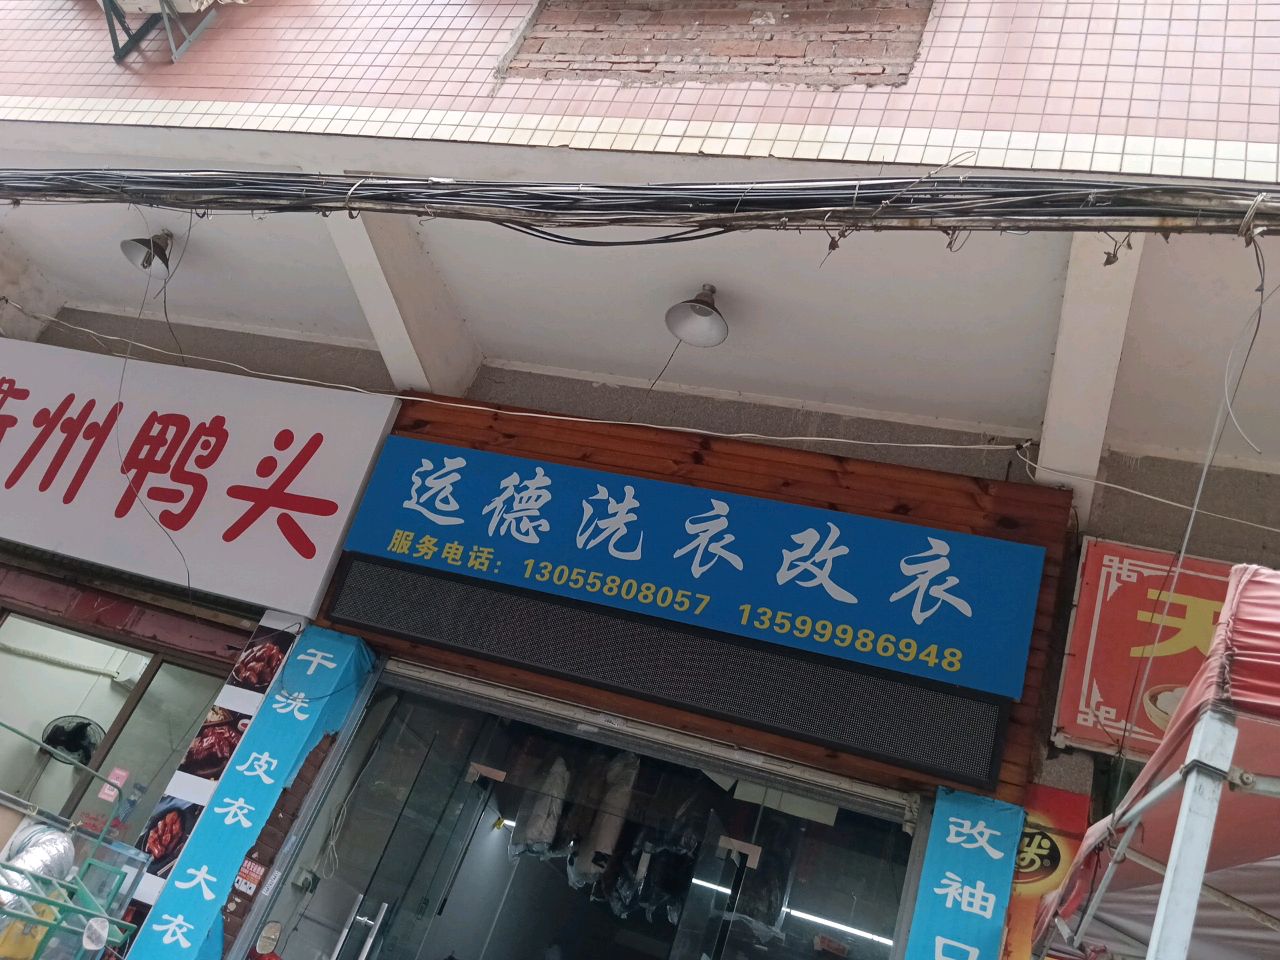 州鸭头
远德洗衣改衣
服务电话：13055808057 13599986948
干洗 皮衣 大衣
改袖口
天